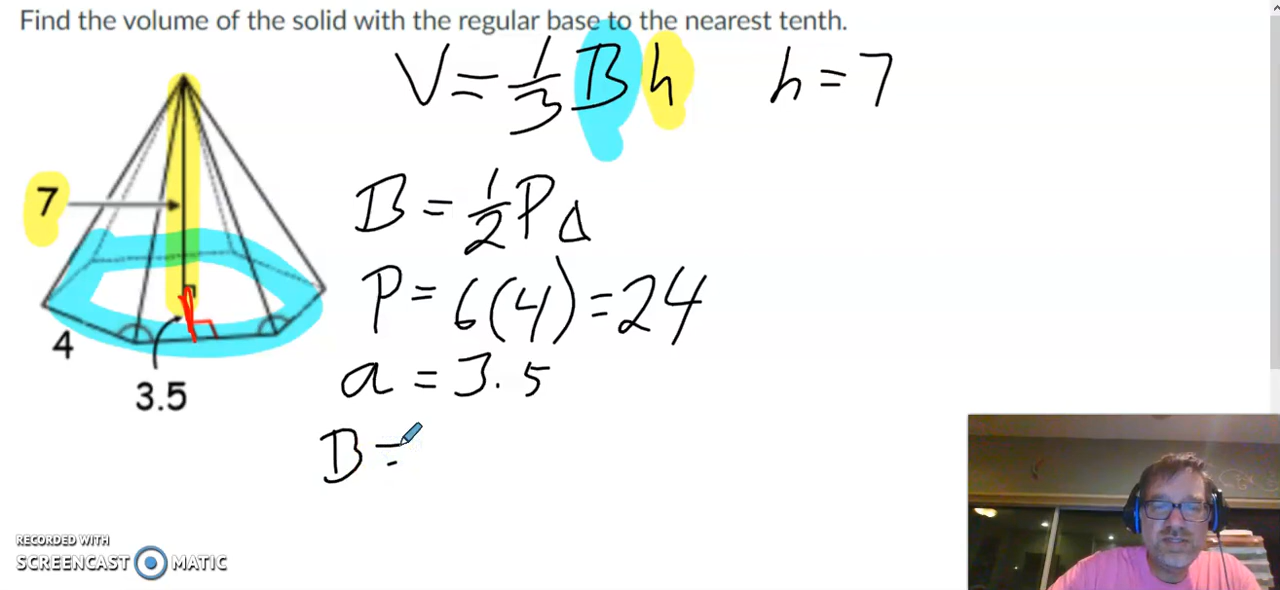 Find the volume of the solid with the regular base to the nearest tenth.
V = 1/3 B h    h = 7
7
B = 1/2 P a
P = 6(4) = 24
4
a = 3.5
3.5
B =
RECORDED WITH
SCREENCAST MATIC